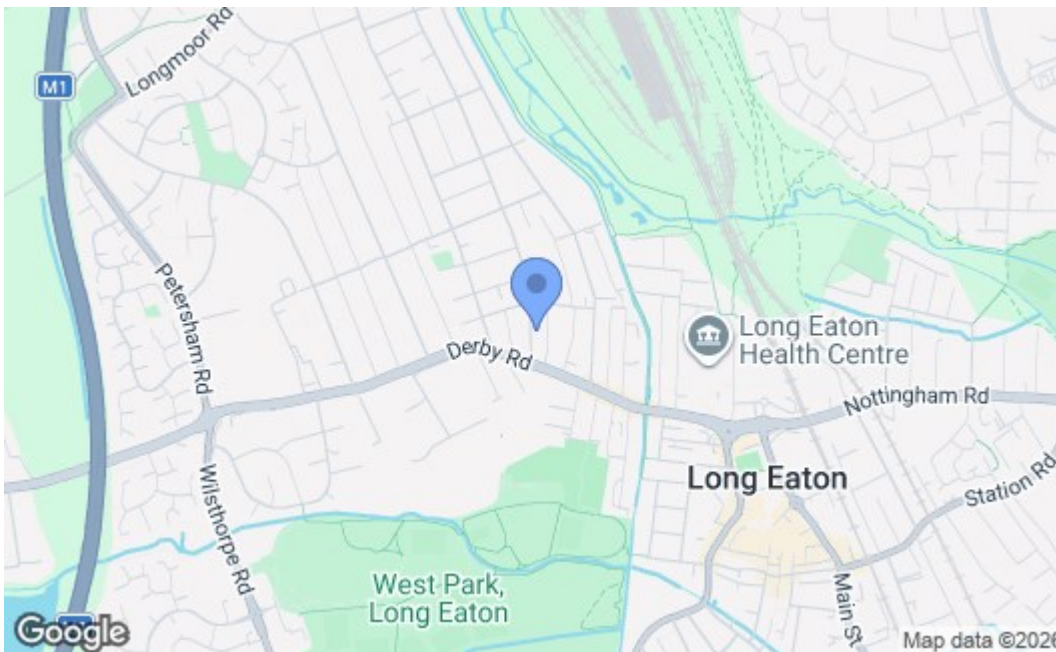 Longmoor Rd
M1
Petersham Rd
Derby Rd
Long Eaton
Health Centre
Nottingham Rd
Long Eaton
Station Rd
Wilsthorpe Rd
West Park,
Long Eaton
Main St
Google
Map data ©2026